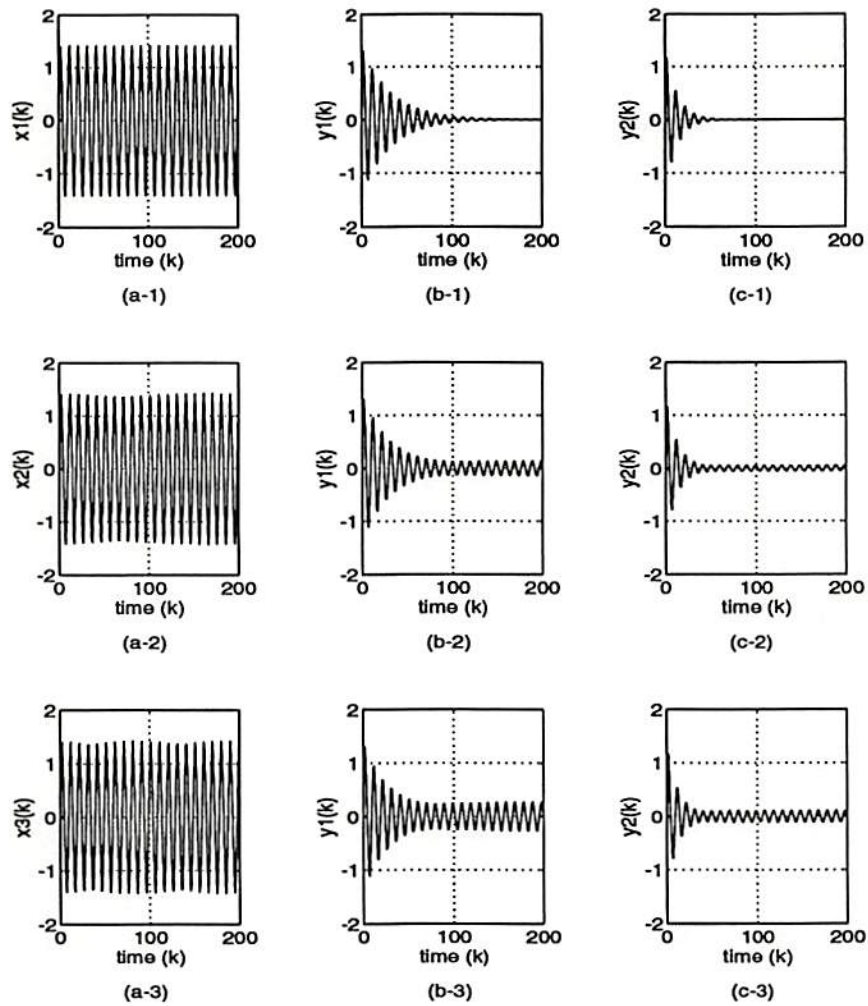 2 2 2
x1(k) 1 y1(k) 1 y2(k) 1
0 0 0
-1 -1 -1
-2 -2 -2
0 100 200 0 100 200 0 100 200
time (k) time (k) time (k)
(a-1) (b-1) (c-1)
2 2 2
x2(k) 1 y1(k) 1 y2(k) 1
0 0 0
-1 -1 -1
-2 -2 -2
0 100 200 0 100 200 0 100 200
time (k) time (k) time (k)
(a-2) (b-2) (c-2)
2 2 2
x3(k) 1 y1(k) 1 y2(k) 1
0 0 0
-1 -1 -1
-2 -2 -2
0 100 200 0 100 200 0 100 200
time (k) time (k) time (k)
(a-3) (b-3) (c-3)